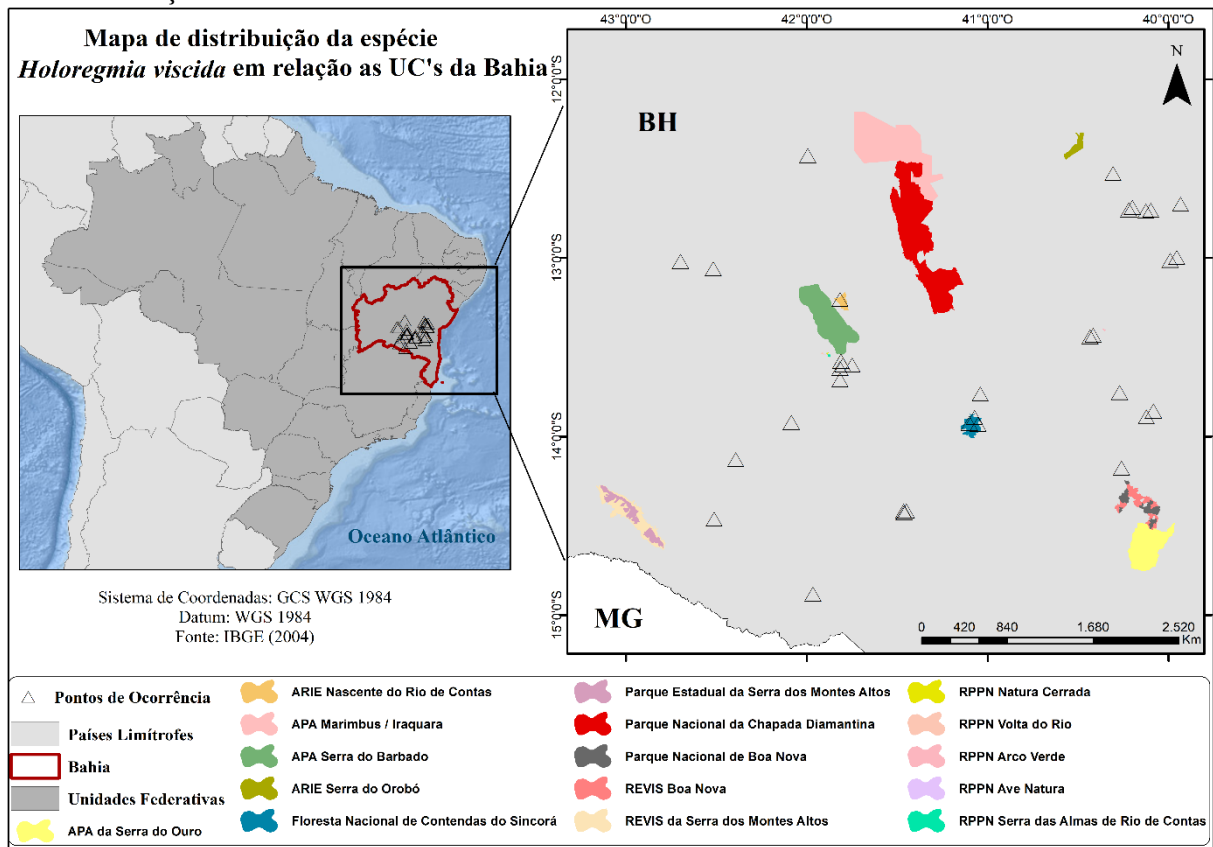 Mapa de distribuição da espécie
Holoregmia viscida em relação as UC's da Bahia
Oceano Atlântico
Sistema de Coordenadas: GCS WGS 1984
Datum: WGS 1984
Fonte: IBGE (2004)
43°0'0"O
42°0'0"O
41°0'0"O
40°0'0"O
12°0'0"S
13°0'0"S
14°0'0"S
15°0'0"S
N
BH
MG
0 420 840 1.680 2.520
Km
Pontos de Ocorrência
Países Limítrofes
Bahia
Unidades Federativas
APA da Serra do Ouro
ARIE Nascente do Rio de Contas
APA Marimbus / Iraquara
APA Serra do Barbado
ARIE Serra do Orobó
Floresta Nacional de Contendas do Sincorá
Parque Estadual da Serra dos Montes Altos
Parque Nacional da Chapada Diamantina
Parque Nacional de Boa Nova
REVIS Boa Nova
REVIS da Serra dos Montes Altos
RPPN Natura Cerrada
RPPN Volta do Rio
RPPN Arco Verde
RPPN Ave Natura
RPPN Serra das Almas de Rio de Contas